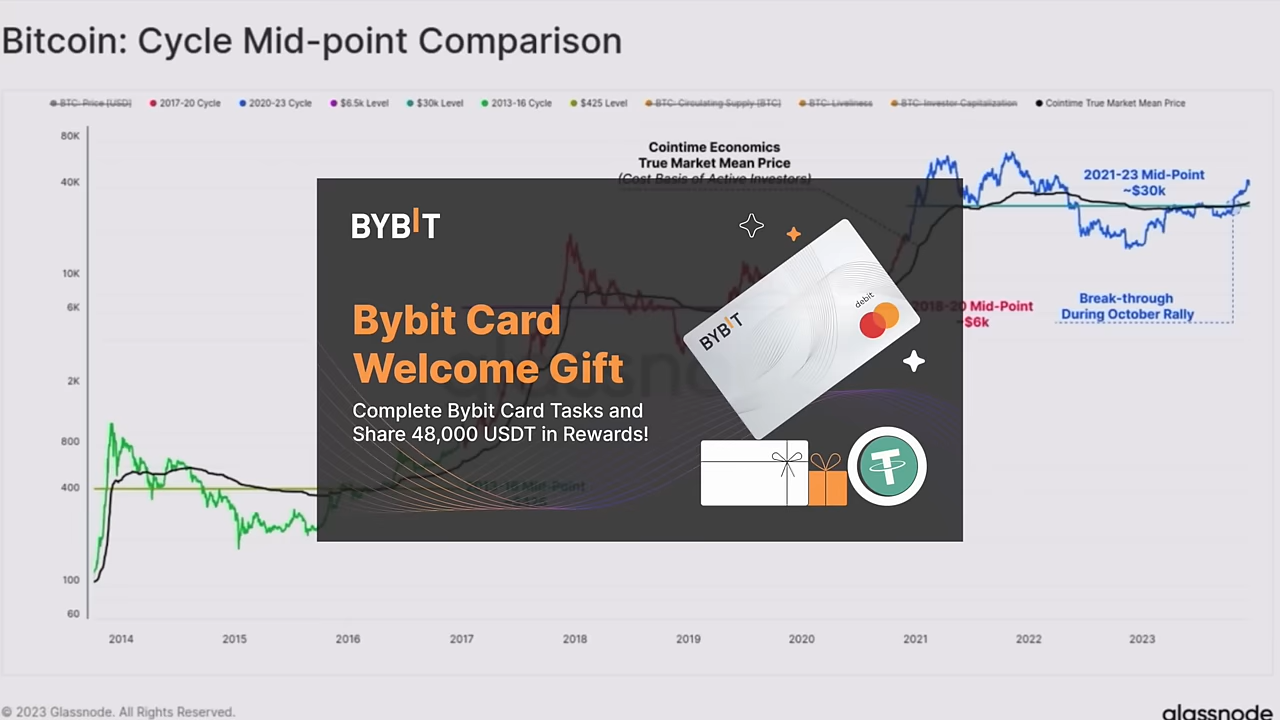 Bitcoin: Cycle Mid-point Comparison
BTC: Price [USD] 2017-20 Cycle 2020-23 Cycle $6.5k Level $30k Level 2013-16 Cycle $425 Level BTC: Circulating Supply [BTC] BTC: Liveliness BTC: Investor Capitalization Cointime True Market Mean Price
80K
40K
10K
6K
2K
800
400
100
60
Cointime Economics
True Market Mean Price
(Cost Basis of Active Investors)
2021-23 Mid-Point
~$30k
2018-20 Mid-Point
~$6k
Break-through
During October Rally
BYBIT
Bybit Card
Welcome Gift
Complete Bybit Card Tasks and
Share 48,000 USDT in Rewards!
BYBIT
debit
2013-16 Mid-Point
2014 2015 2016 2017 2018 2019 2020 2021 2022 2023
© 2023 Glassnode. All Rights Reserved.
glassnode